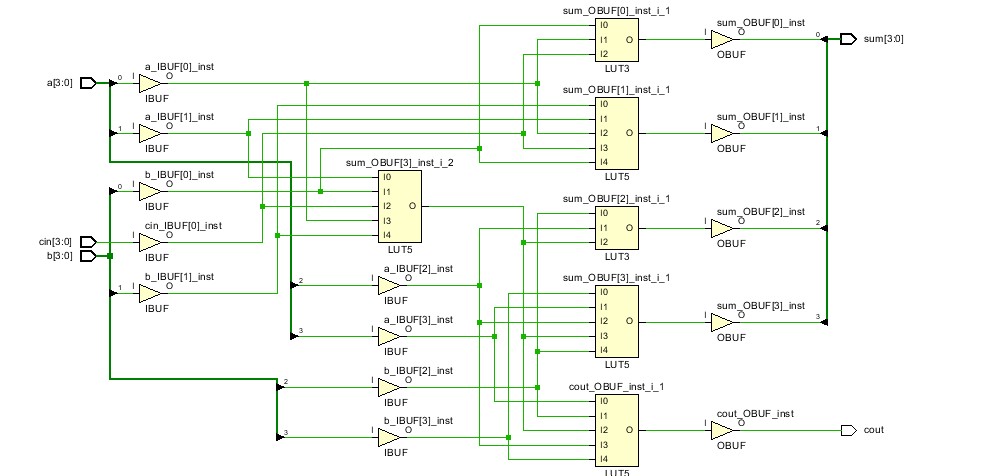 sum_OBUF[0]_inst_i_1
I0
I1
I2
O
LUT3
sum_OBUF[0]_inst
I
O
OBUF
0
sum[3:0]
a[3:0]
0
I
a_IBUF[0]_inst
O
IBUF
sum_OBUF[1]_inst_i_1
I0
I1
I2
I3
I4
O
LUT5
sum_OBUF[1]_inst
I
O
OBUF
1
1
I
a_IBUF[1]_inst
O
IBUF
sum_OBUF[3]_inst_i_2
I0
I1
I2
I3
I4
O
LUT5
0
I
b_IBUF[0]_inst
O
IBUF
sum_OBUF[2]_inst_i_1
I0
I1
I2
O
LUT3
sum_OBUF[2]_inst
I
O
OBUF
2
cin[3:0]
I
cin_IBUF[0]_inst
O
IBUF
b[3:0]
1
I
b_IBUF[1]_inst
O
IBUF
2
I
a_IBUF[2]_inst
O
IBUF
sum_OBUF[3]_inst_i_1
I0
I1
I2
I3
I4
O
LUT5
sum_OBUF[3]_inst
I
O
OBUF
3
3
I
a_IBUF[3]_inst
O
IBUF
2
I
b_IBUF[2]_inst
O
IBUF
cout_OBUF_inst_i_1
I0
I1
I2
I3
I4
O
LUT5
cout_OBUF_inst
I
O
OBUF
cout
3
I
b_IBUF[3]_inst
O
IBUF